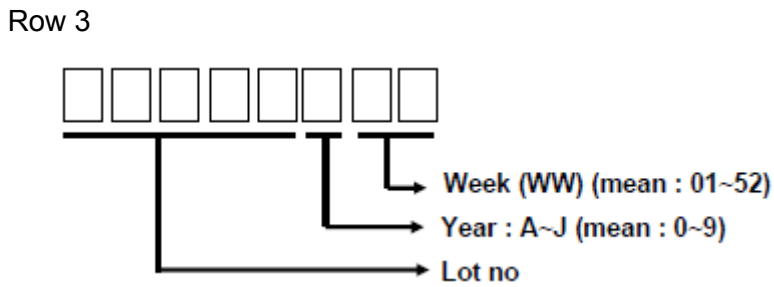 Row 3
Week (WW) (mean : 01~52)
Year : A~J (mean : 0~9)
Lot no